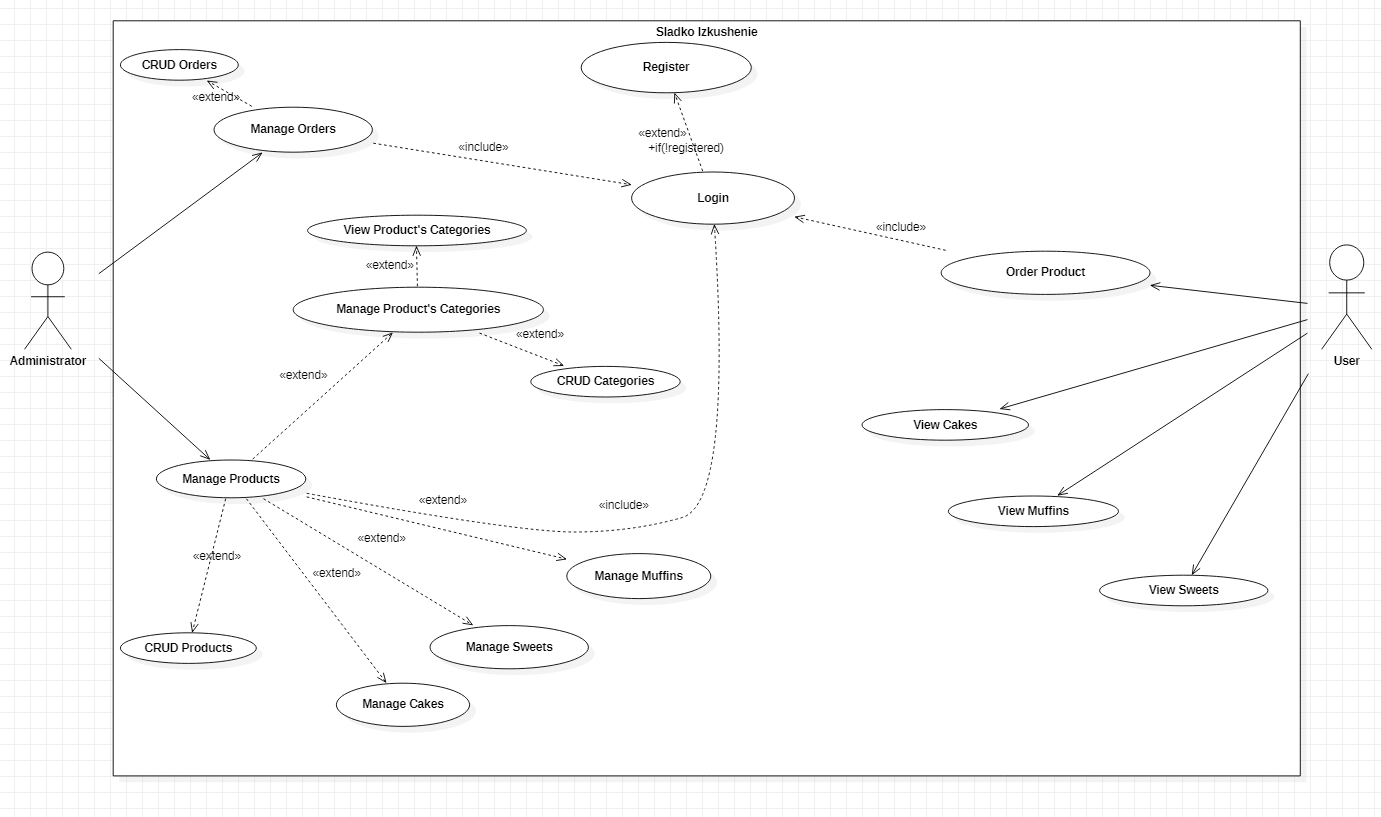 Sladko Izkushenie
CRUD Orders
Register
«extend»
Manage Orders
«extend»
+if(!registered)
«include»
Login
View Product's Categories
«include»
«extend»
Order Product
Manage Product's Categories
«extend»
Administrator
User
«extend»
CRUD Categories
View Cakes
Manage Products
«extend»
«include»
View Muffins
«extend»
«extend»
«extend»
Manage Muffins
View Sweets
CRUD Products
Manage Sweets
Manage Cakes